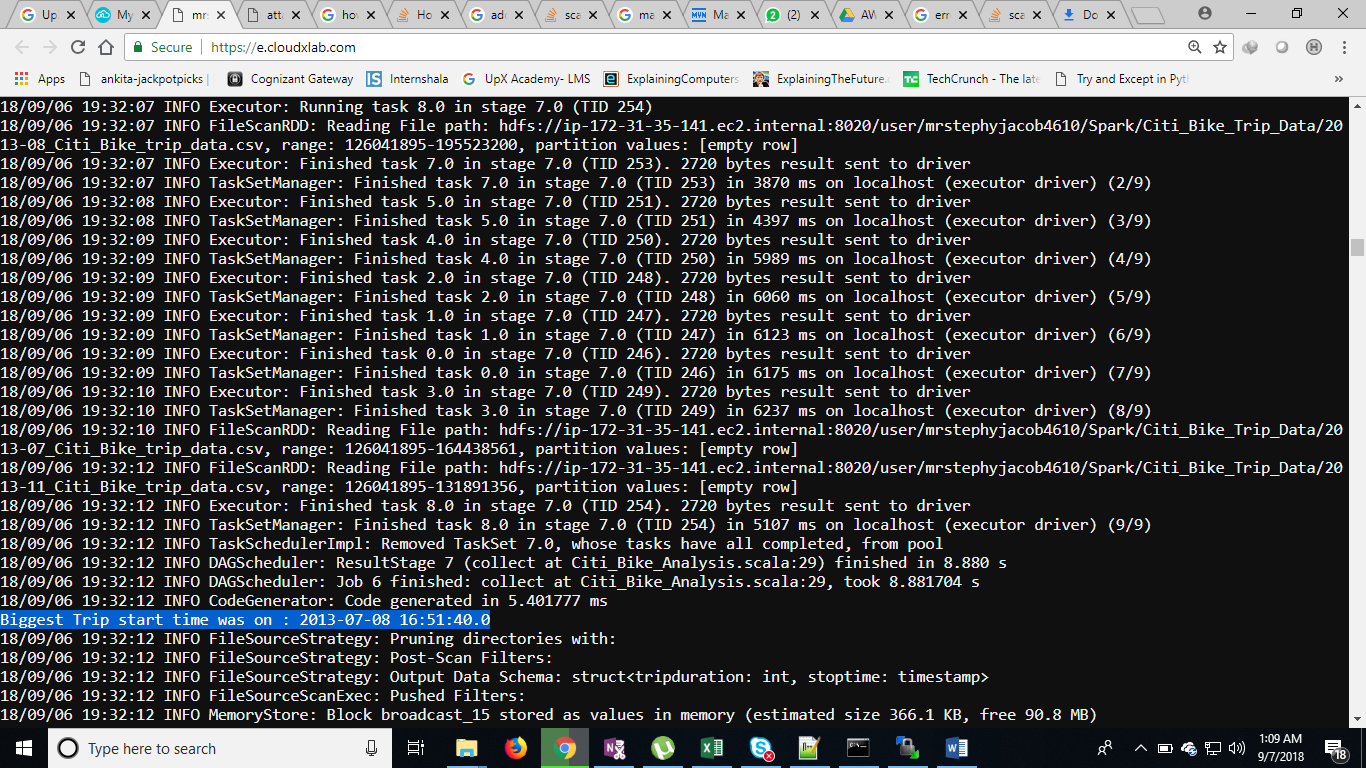 Up
My
mrs
atta
hov
Ho
ade
sca
ma
Ma
(2)
AW
err
sca
Do
Secure
https://e.cloudxlab.com
Apps
ankita-jackpotpicks
Cognizant Gateway
Internshala
UpX Academy- LMS
ExplainingComputers
ExplainingTheFuture.
TechCrunch - The late
Try and Except in Pyt
»
18/09/06 19:32:07 INFO Executor: Running task 8.0 in stage 7.0 (TID 254)
18/09/06 19:32:07 INFO FileScanRDD: Reading File path: hdfs://ip-172-31-35-141.ec2.internal:8020/user/mrstephyjacob4610/Spark/Citi_Bike_Trip_Data/20
13-08_Citi_Bike_trip_data.csv, range: 126041895-195523200, partition values: [empty row]
18/09/06 19:32:07 INFO Executor: Finished task 7.0 in stage 7.0 (TID 253). 2720 bytes result sent to driver
18/09/06 19:32:07 INFO TaskSetManager: Finished task 7.0 in stage 7.0 (TID 253) in 3870 ms on localhost (executor driver) (2/9)
18/09/06 19:32:08 INFO Executor: Finished task 5.0 in stage 7.0 (TID 251). 2720 bytes result sent to driver
18/09/06 19:32:08 INFO TaskSetManager: Finished task 5.0 in stage 7.0 (TID 251) in 4397 ms on localhost (executor driver) (3/9)
18/09/06 19:32:09 INFO Executor: Finished task 4.0 in stage 7.0 (TID 250). 2720 bytes result sent to driver
18/09/06 19:32:09 INFO TaskSetManager: Finished task 4.0 in stage 7.0 (TID 250) in 5989 ms on localhost (executor driver) (4/9)
18/09/06 19:32:09 INFO Executor: Finished task 2.0 in stage 7.0 (TID 248). 2720 bytes result sent to driver
18/09/06 19:32:09 INFO TaskSetManager: Finished task 2.0 in stage 7.0 (TID 248) in 6060 ms on localhost (executor driver) (5/9)
18/09/06 19:32:09 INFO Executor: Finished task 1.0 in stage 7.0 (TID 247). 2720 bytes result sent to driver
18/09/06 19:32:09 INFO TaskSetManager: Finished task 1.0 in stage 7.0 (TID 247) in 6123 ms on localhost (executor driver) (6/9)
18/09/06 19:32:09 INFO Executor: Finished task 0.0 in stage 7.0 (TID 246). 2720 bytes result sent to driver
18/09/06 19:32:09 INFO TaskSetManager: Finished task 0.0 in stage 7.0 (TID 246) in 6175 ms on localhost (executor driver) (7/9)
18/09/06 19:32:10 INFO Executor: Finished task 3.0 in stage 7.0 (TID 249). 2720 bytes result sent to driver
18/09/06 19:32:10 INFO TaskSetManager: Finished task 3.0 in stage 7.0 (TID 249) in 6237 ms on localhost (executor driver) (8/9)
18/09/06 19:32:10 INFO FileScanRDD: Reading File path: hdfs://ip-172-31-35-141.ec2.internal:8020/user/mrstephyjacob4610/Spark/Citi_Bike_Trip_Data/20
13-07_Citi_Bike_trip_data.csv, range: 126041895-164438561, partition values: [empty row]
18/09/06 19:32:12 INFO FileScanRDD: Reading File path: hdfs://ip-172-31-35-141.ec2.internal:8020/user/mrstephyjacob4610/Spark/Citi_Bike_Trip_Data/20
13-11_Citi_Bike_trip_data.csv, range: 126041895-131891356, partition values: [empty row]
18/09/06 19:32:12 INFO Executor: Finished task 8.0 in stage 7.0 (TID 254). 2720 bytes result sent to driver
18/09/06 19:32:12 INFO TaskSetManager: Finished task 8.0 in stage 7.0 (TID 254) in 5107 ms on localhost (executor driver) (9/9)
18/09/06 19:32:12 INFO TaskSchedulerImpl: Removed TaskSet 7.0, whose tasks have all completed, from pool
18/09/06 19:32:12 INFO DAGScheduler: ResultStage 7 (collect at Citi_Bike_Analysis.scala:29) finished in 8.880 s
18/09/06 19:32:12 INFO DAGScheduler: Job 6 finished: collect at Citi_Bike_Analysis.scala:29, took 8.881704 s
18/09/06 19:32:12 INFO CodeGenerator: Code generated in 5.401777 ms
Biggest Trip start time was on : 2013-07-08 16:51:40.0
18/09/06 19:32:12 INFO FileSourceStrategy: Pruning directories with:
18/09/06 19:32:12 INFO FileSourceStrategy: Post-Scan Filters:
18/09/06 19:32:12 INFO FileSourceStrategy: Output Data Schema: struct<tripduration: int, stoptime: timestamp>
18/09/06 19:32:12 INFO FileSourceScanExec: Pushed Filters:
18/09/06 19:32:12 INFO MemoryStore: Block broadcast_15 stored as values in memory (estimated size 366.1 KB, free 90.8 MB)
Type here to search
1:09 AM
9/7/2018
18